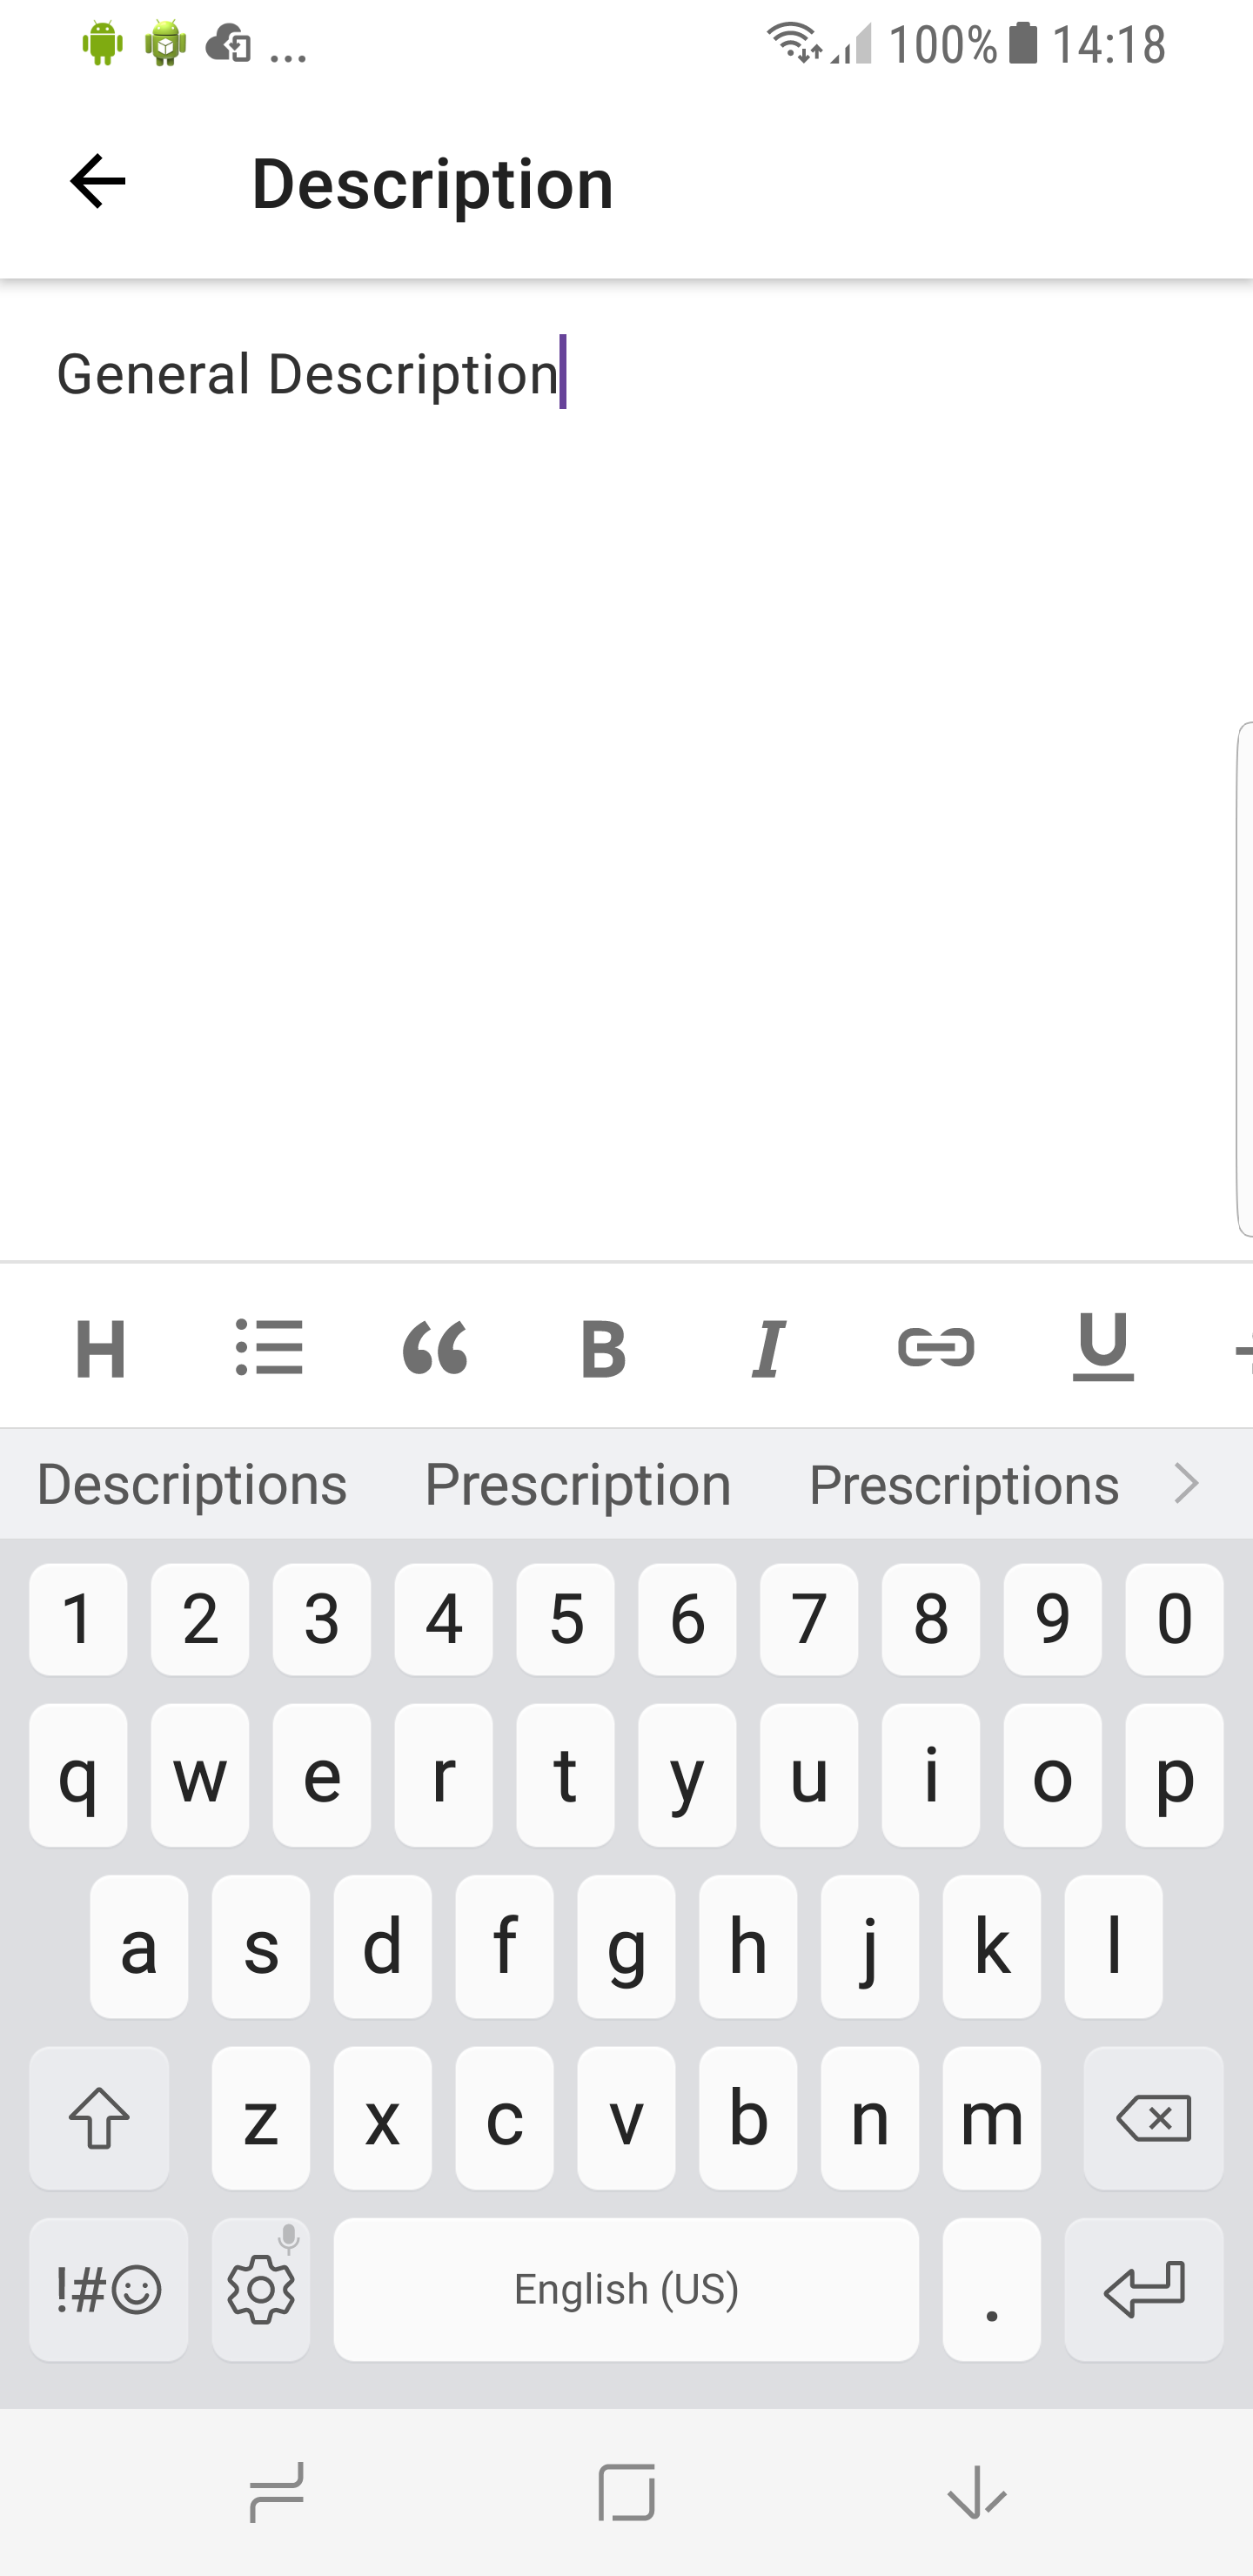 ... 100% 14:18
Description
General Description
H B I U
Descriptions Prescription Prescriptions
1 2 3 4 5 6 7 8 9 0
q w e r t y u i o p
a s d f g h j k l
z x c v b n m
!# English (US) .